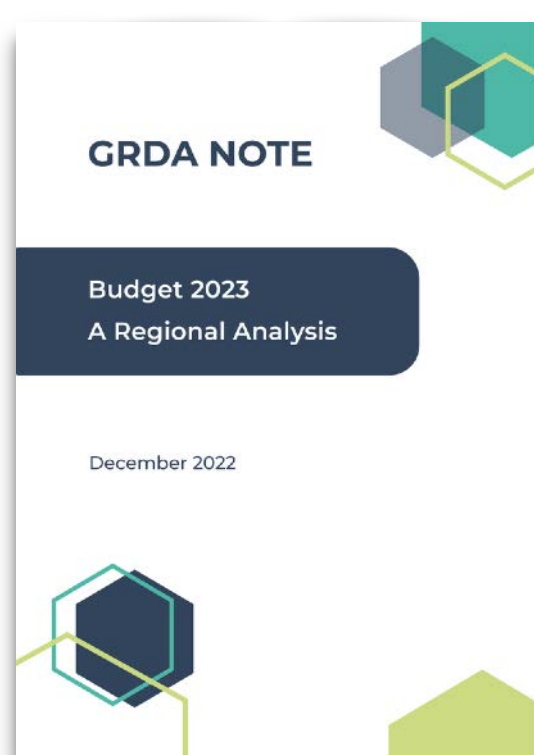 GRDA NOTE
Budget 2023
A Regional Analysis
December 2022